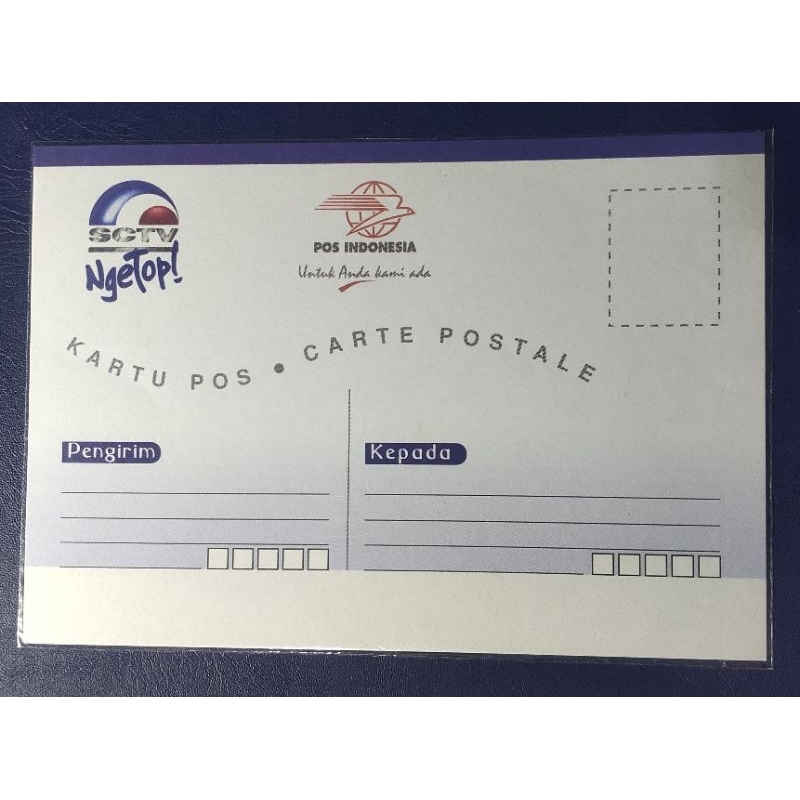 SCTV
NgeTop!
POS INDONESIA
Untuk Anda kami ada
KARTU POS • CARTE POSTALE
Pengirim
Kepada